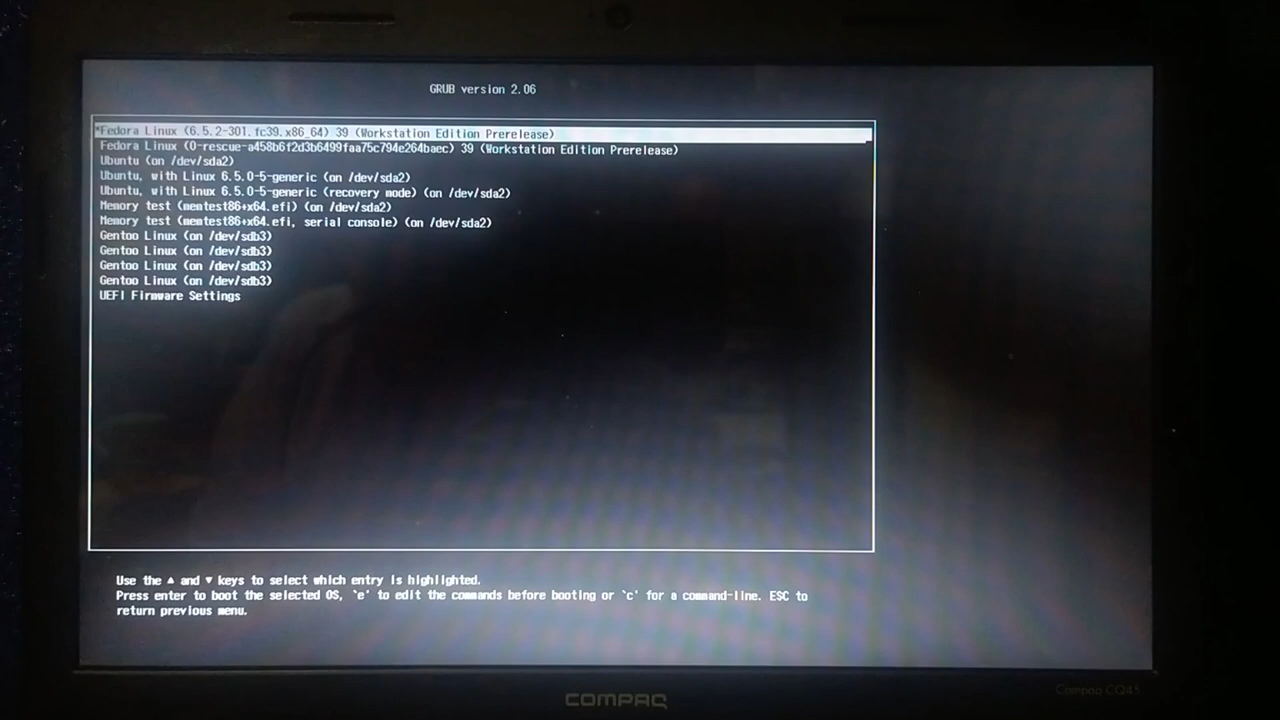 GRUB version 2.06
*Fedora Linux (6.5.2-301.fc39.x86_64) 39 (Workstation Edition Prerelease)
Fedora Linux (0-rescue-a458b6f2d3b6499faa75c794e264baec) 39 (Workstation Edition Prerelease)
Ubuntu (on /dev/sda2)
Ubuntu, with Linux 6.5.0-5-generic (on /dev/sda2)
Ubuntu, with Linux 6.5.0-5-generic (recovery mode) (on /dev/sda2)
Memory test (memtest86+x64.efi) (on /dev/sda2)
Memory test (memtest86+x64.efi, serial console) (on /dev/sda2)
Gentoo Linux (on /dev/sdb3)
Gentoo Linux (on /dev/sdb3)
Gentoo Linux (on /dev/sdb3)
Gentoo Linux (on /dev/sdb3)
UEFI Firmware Settings
Use the ▲ and ▼ keys to select which entry is highlighted.
Press enter to boot the selected OS, `e' to edit the commands before booting or `c' for a command-line. ESC to
return previous menu.
COMPAQ
Compaq CQ45